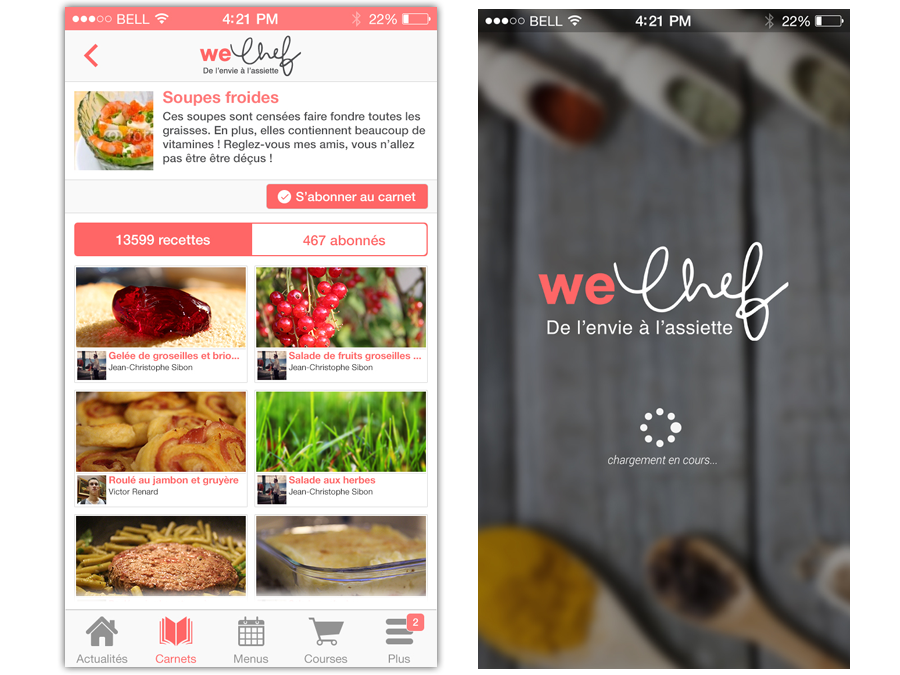 BELL 4:21 PM 22%
we Chef
De l'envie à l'assiette
Soupes froides
Ces soupes sont censées faire fondre toutes les
graisses. En plus, elles contiennent beaucoup de
vitamines ! Reglez-vous mes amis, vous n'allez
pas être être déçus !
S'abonner au carnet
13599 recettes 467 abonnés
Gelée de groseilles et brio...
Jean-Christophe Sibon
Salade de fruits groseilles ...
Jean-Christophe Sibon
Roulé au jambon et gruyère
Victor Renard
Salade aux herbes
Jean-Christophe Sibon
2
Actualités Carnets Menus Courses Plus
BELL 4:21 PM 22%
we Chef
De l'envie à l'assiette
chargement en cours...